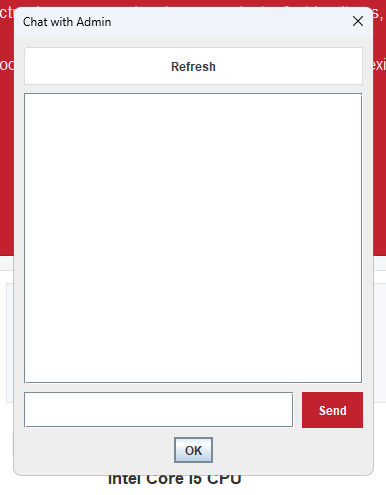 Chat with Admin
Refresh
Send
OK
Intel Core i5 CPU